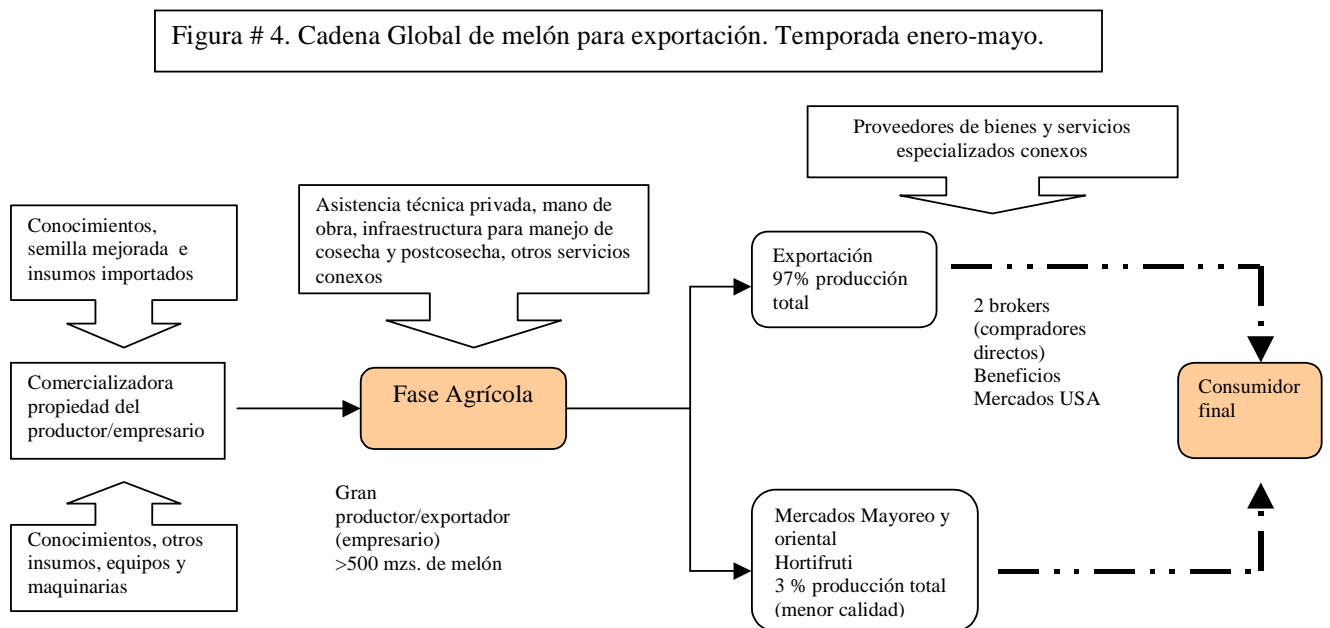 Figura # 4. Cadena Global de melón para exportación. Temporada enero-mayo.
Proveedores de bienes y servicios
especializados conexos
Conocimientos,
semilla mejorada e
insumos importados
Asistencia técnica privada, mano de
obra, infraestructura para manejo de
cosecha y postcosecha, otros servicios
conexos
Exportación
97% producción
total
2 brokers
(compradores
directos)
Beneficios
Mercados USA
Comercializadora
propiedad del
productor/empresario
Fase Agrícola
Consumidor
final
Gran
productor/exportador
(empresario)
>500 mzs. de melón
Mercados Mayoreo y
oriental
Hortifruti
3 % producción total
(menor calidad)
Conocimientos, otros
insumos, equipos y
maquinarias